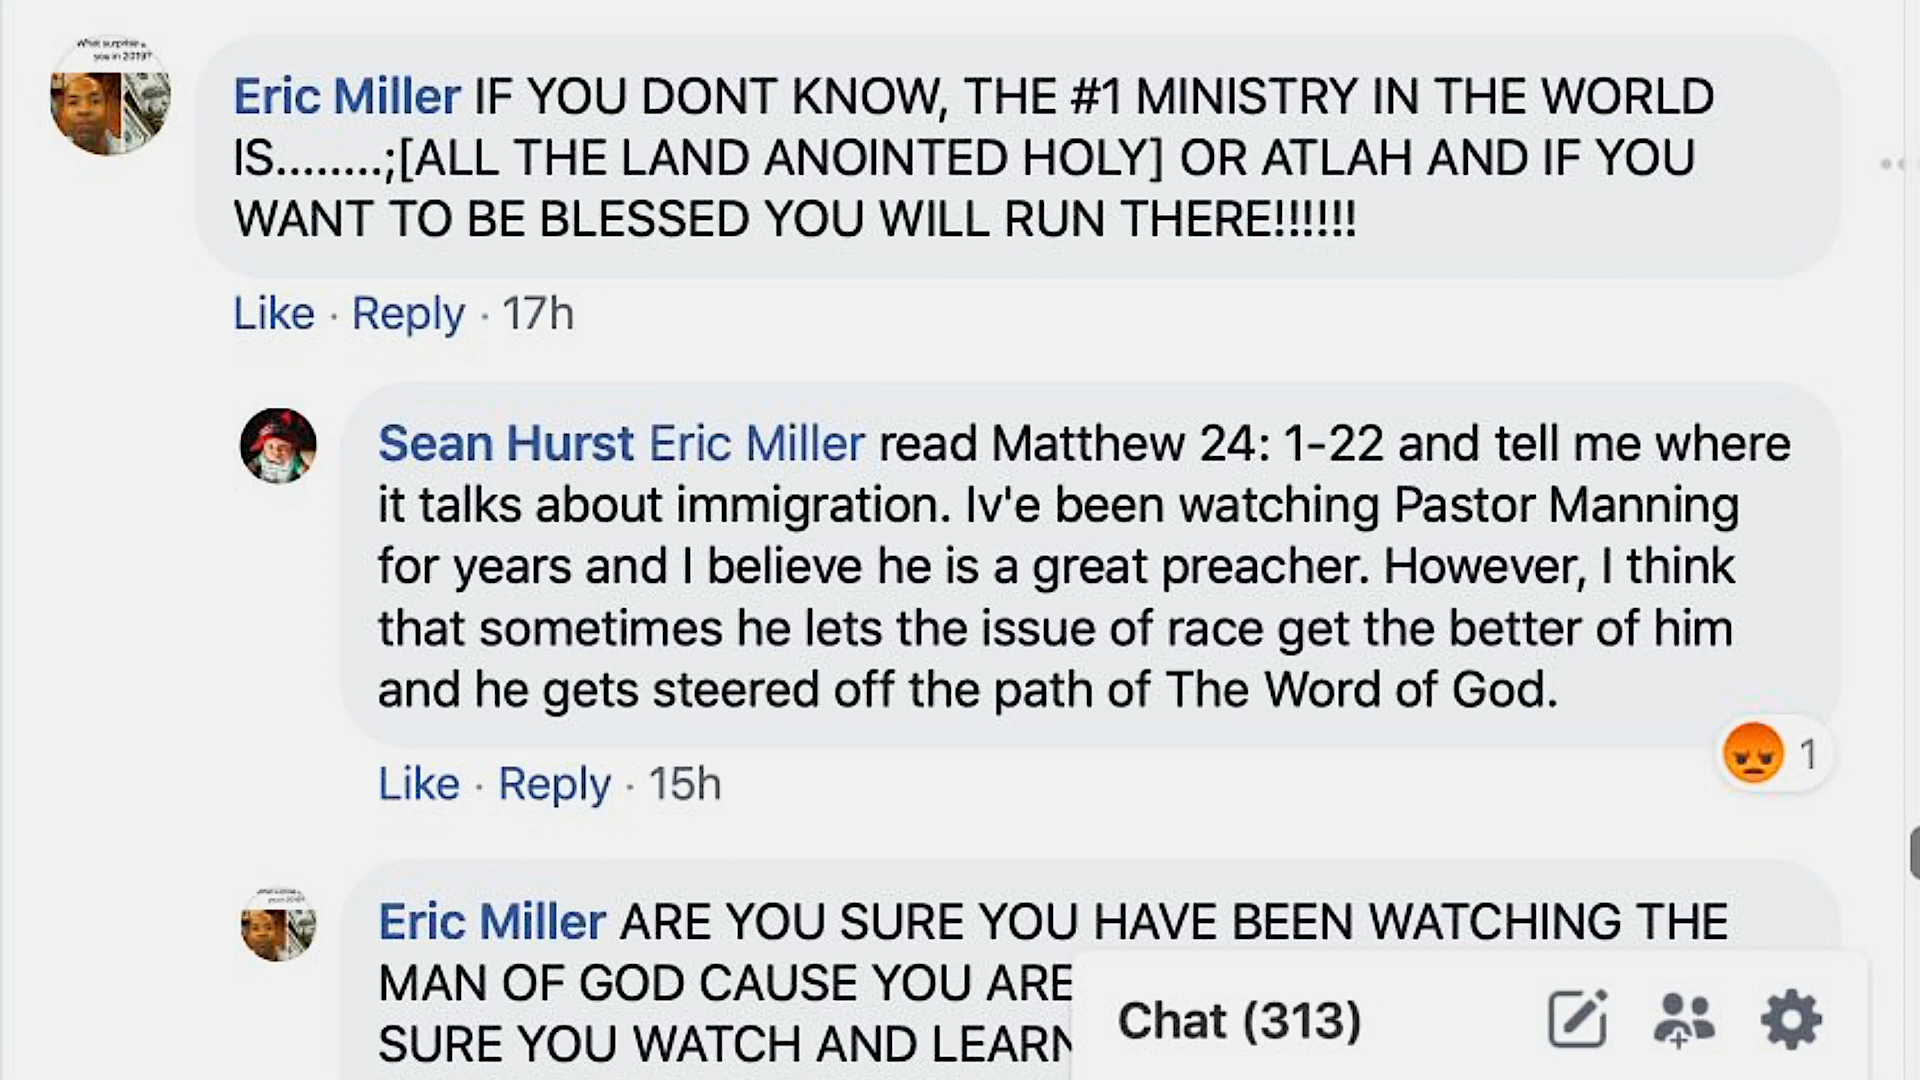 What surprise
you in 2019?
Eric Miller IF YOU DONT KNOW, THE #1 MINISTRY IN THE WORLD
IS........;[ALL THE LAND ANOINTED HOLY] OR ATLAH AND IF YOU
WANT TO BE BLESSED YOU WILL RUN THERE!!!!!!
Like · Reply · 17h
Sean Hurst Eric Miller read Matthew 24: 1-22 and tell me where
it talks about immigration. Iv'e been watching Pastor Manning
for years and I believe he is a great preacher. However, I think
that sometimes he lets the issue of race get the better of him
and he gets steered off the path of The Word of God.
1
Like · Reply · 15h
Eric Miller ARE YOU SURE YOU HAVE BEEN WATCHING THE
MAN OF GOD CAUSE YOU ARE
SURE YOU WATCH AND LEARN
Chat (313)